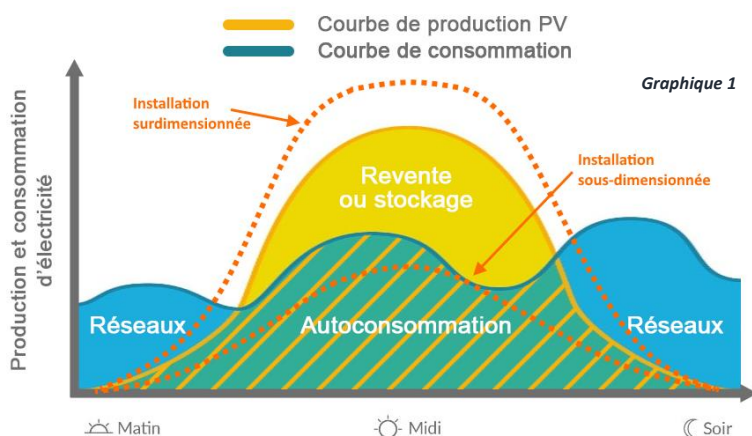 Courbe de production PV
Courbe de consommation
Graphique 1
Production et consommation
d'électricité
Installation
surdimensionnée
Installation
sous-dimensionnée
Revente
ou stockage
Réseaux
Autoconsommation
Réseaux
Matin
Midi
Soir